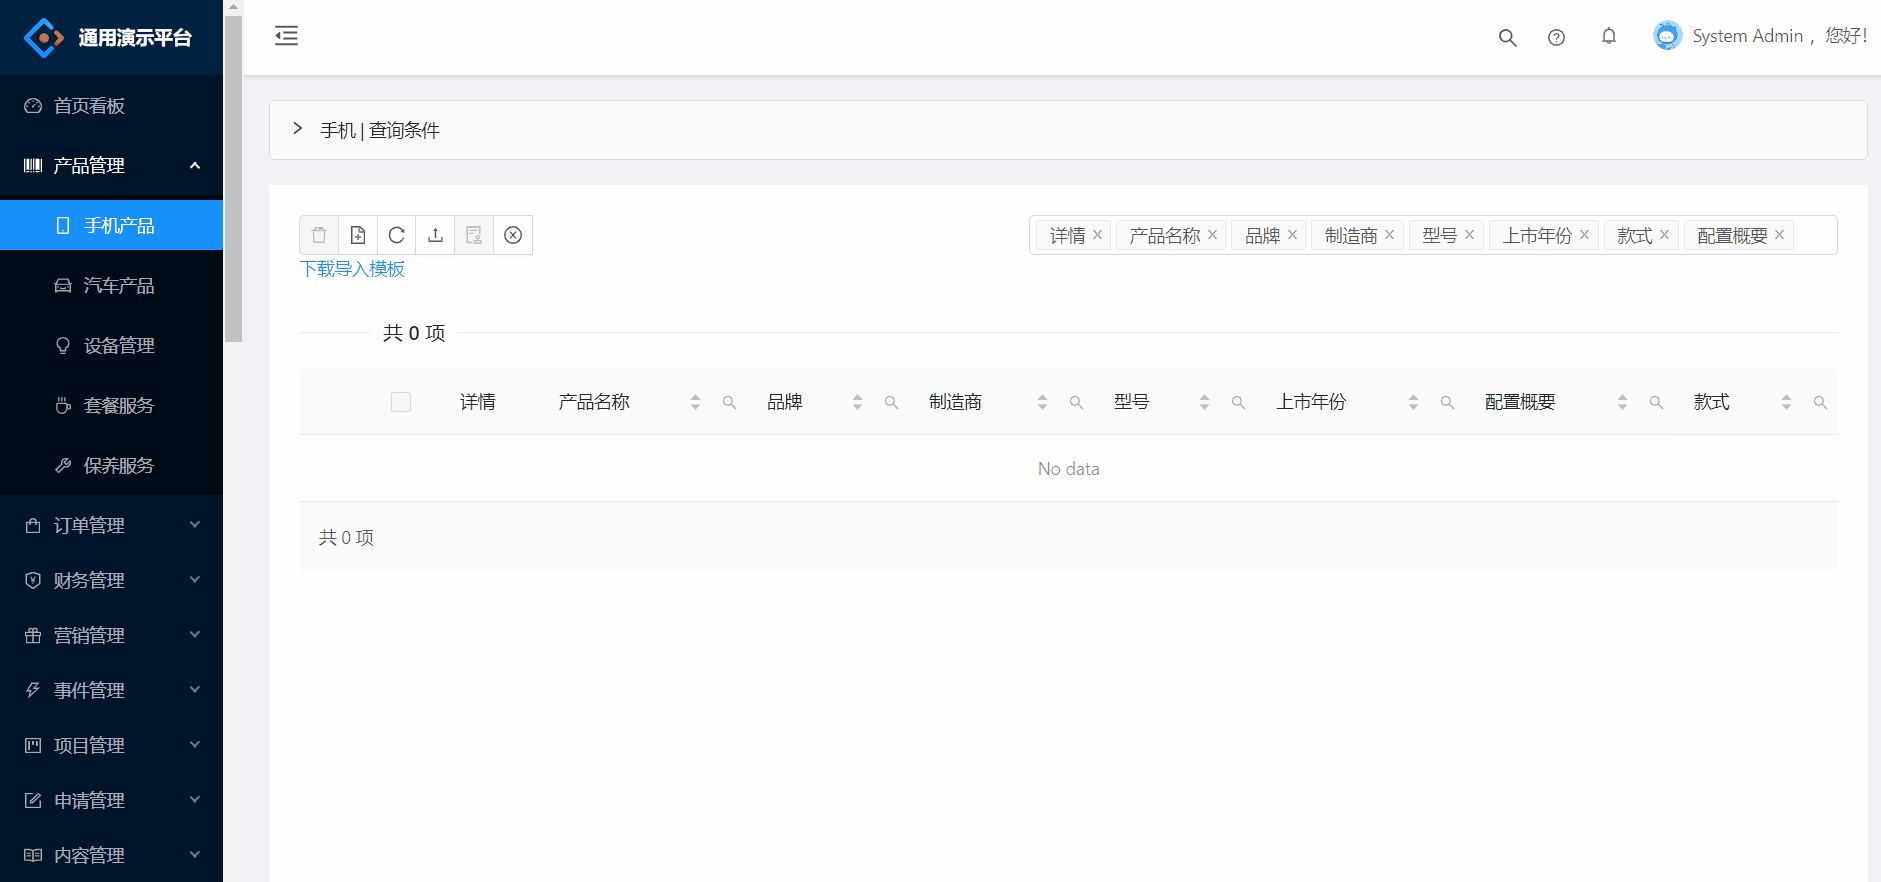 通用演示平台
System Admin ，您好!
首页看板
产品管理
手机产品
汽车产品
设备管理
套餐服务
保养服务
订单管理
财务管理
营销管理
事件管理
项目管理
申请管理
内容管理
手机 | 查询条件
详情 产品名称 品牌 制造商 型号 上市年份 款式 配置概要
下载导入模板
共 0 项
详情 产品名称 品牌 制造商 型号 上市年份 配置概要 款式
No data
共 0 项